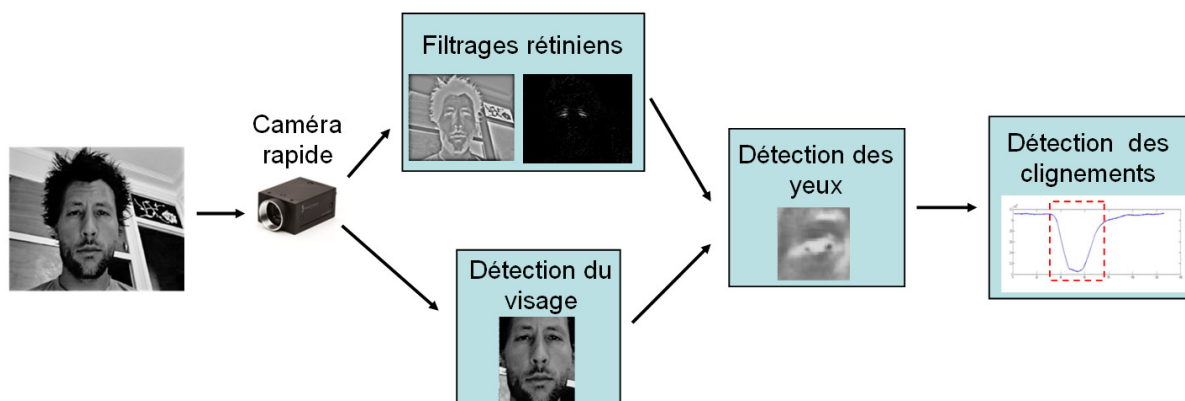 Filtrages rétiniens
Caméra
rapide
Détection du
visage
Détection des
yeux
Détection des
clignements